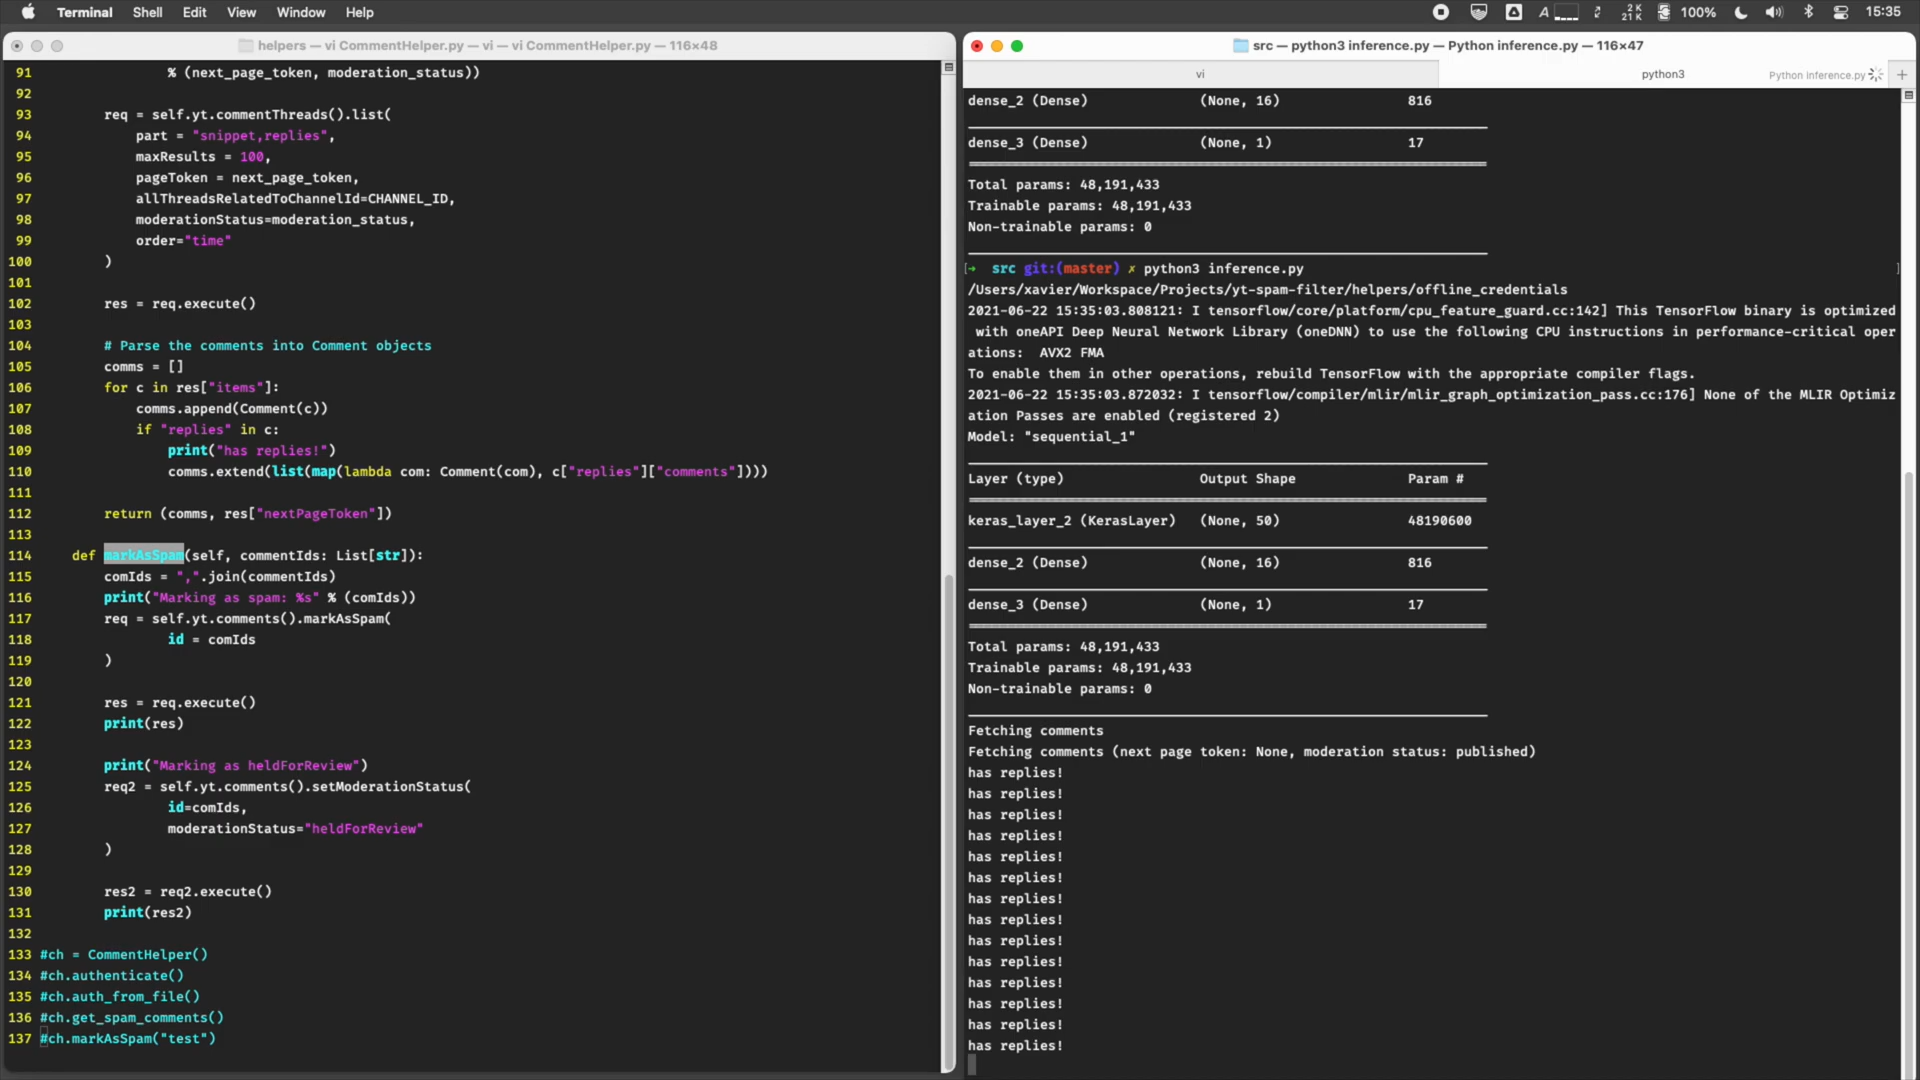 Terminal Shell Edit View Window Help
A 2 K 21 K 100% 15:35
helpers — vi CommentHelper.py — vi — vi CommentHelper.py — 116×48
91 % (next_page_token, moderation_status))
92
93 req = self.yt.commentThreads().list(
94 part = "snippet,replies",
95 maxResults = 100,
96 pageToken = next_page_token,
97 allThreadsRelatedToChannelId=CHANNEL_ID,
98 moderationStatus=moderation_status,
99 order="time"
100 )
101
102 res = req.execute()
103
104 # Parse the comments into Comment objects
105 comms = []
106 for c in res["items"]:
107 comms.append(Comment(c))
108 if "replies" in c:
109 print("has replies!")
110 comms.extend(list(map(lambda com: Comment(com), c["replies"]["comments"])))
111
112 return (comms, res["nextPageToken"])
113
114 def markAsSpam(self, commentIds: List[str]):
115 comIds = ",".join(commentIds)
116 print("Marking as spam: %s" % (comIds))
117 req = self.yt.comments().markAsSpam(
118 id = comIds
119 )
120
121 res = req.execute()
122 print(res)
123
124 print("Marking as heldForReview")
125 req2 = self.yt.comments().setModerationStatus(
126 id=comIds,
127 moderationStatus="heldForReview"
128 )
129
130 res2 = req2.execute()
131 print(res2)
132
133 #ch = CommentHelper()
134 #ch.authenticate()
135 #ch.auth_from_file()
136 #ch.get_spam_comments()
137 #ch.markAsSpam("test")
src — python3 inference.py — Python inference.py — 116×47
vi python3 Python inference.py +
dense_2 (Dense) (None, 16) 816
dense_3 (Dense) (None, 1) 17
Total params: 48,191,433
Trainable params: 48,191,433
Non-trainable params: 0
[➜ src git:(master) ✗ python3 inference.py ]
/Users/xavier/Workspace/Projects/yt-spam-filter/helpers/offline_credentials
2021-06-22 15:35:03.808121: I tensorflow/core/platform/cpu_feature_guard.cc:142] This TensorFlow binary is optimized
with oneAPI Deep Neural Network Library (oneDNN) to use the following CPU instructions in performance-critical oper
ations: AVX2 FMA
To enable them in other operations, rebuild TensorFlow with the appropriate compiler flags.
2021-06-22 15:35:03.872032: I tensorflow/compiler/mlir/mlir_graph_optimization_pass.cc:176] None of the MLIR Optimiz
ation Passes are enabled (registered 2)
Model: "sequential_1"
Layer (type) Output Shape Param #
keras_layer_2 (KerasLayer) (None, 50) 48190600
dense_2 (Dense) (None, 16) 816
dense_3 (Dense) (None, 1) 17
Total params: 48,191,433
Trainable params: 48,191,433
Non-trainable params: 0
Fetching comments
Fetching comments (next page token: None, moderation status: published)
has replies!
has replies!
has replies!
has replies!
has replies!
has replies!
has replies!
has replies!
has replies!
has replies!
has replies!
has replies!
has replies!
has replies!